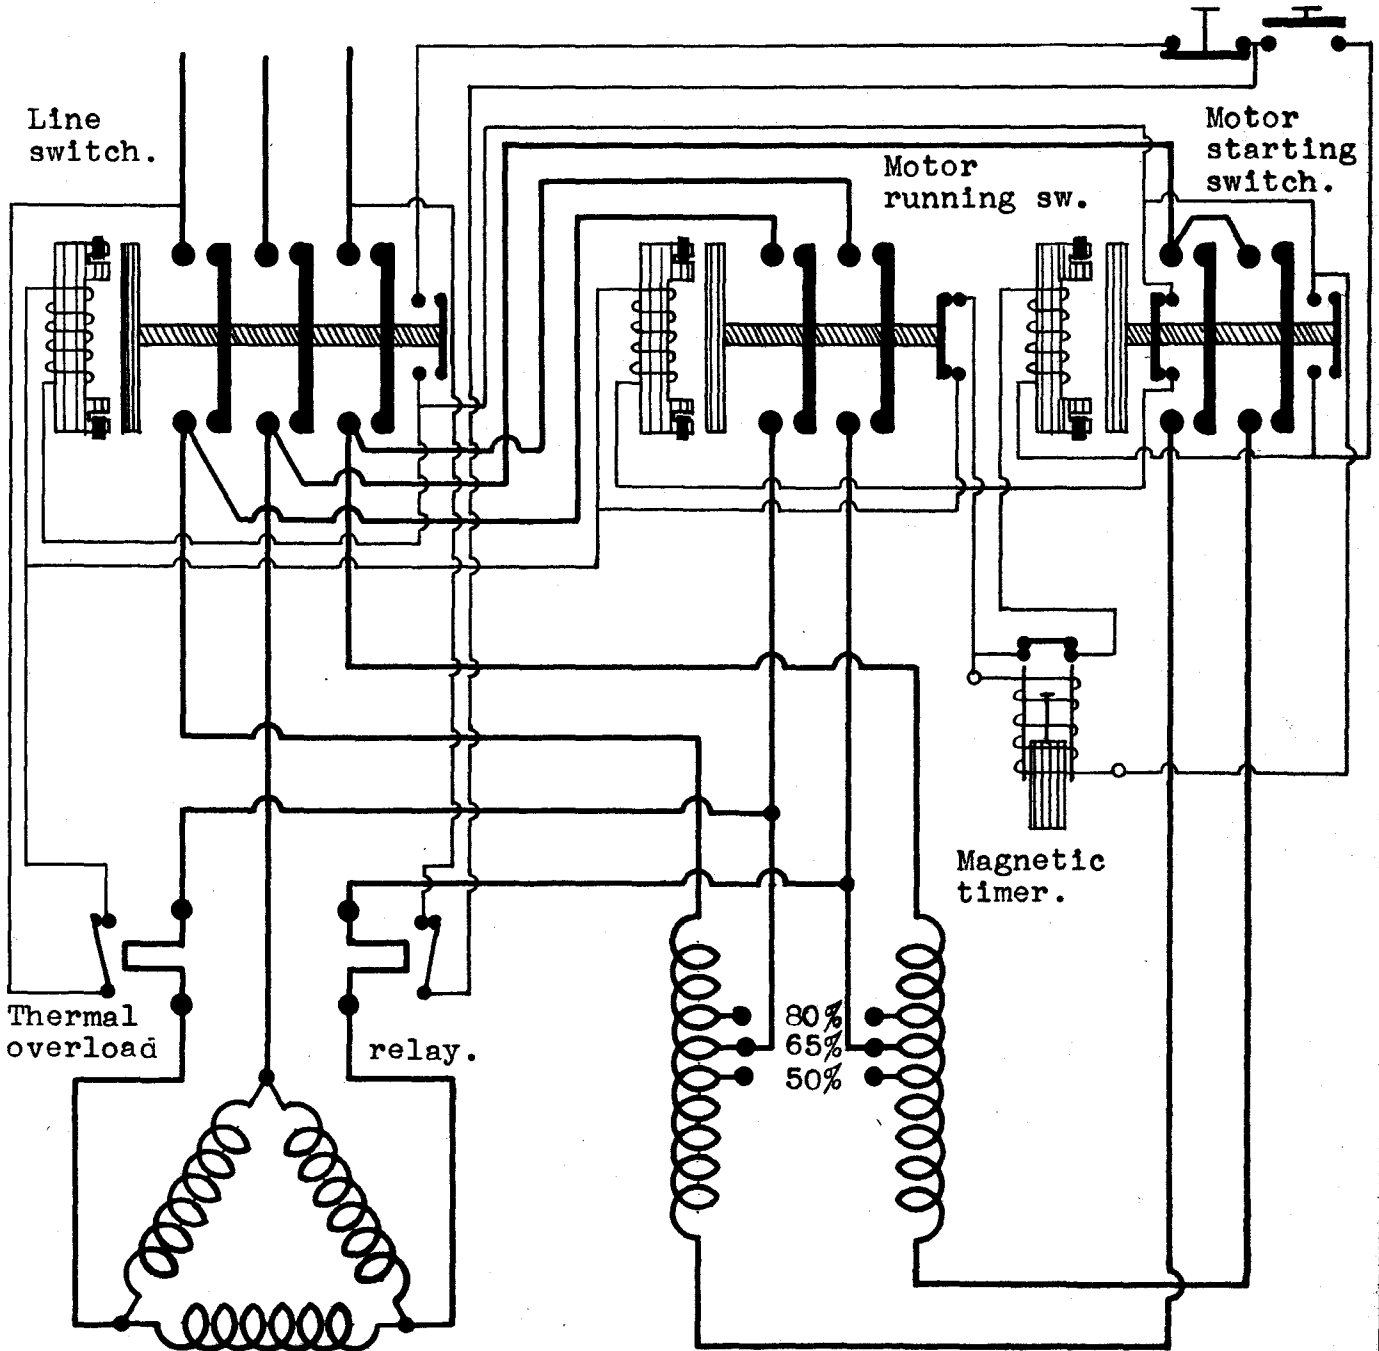 Line
switch.
Motor
starting
switch.
Motor
running sw.
Magnetic
timer.
Thermal
overload
relay.
80%
65%
50%